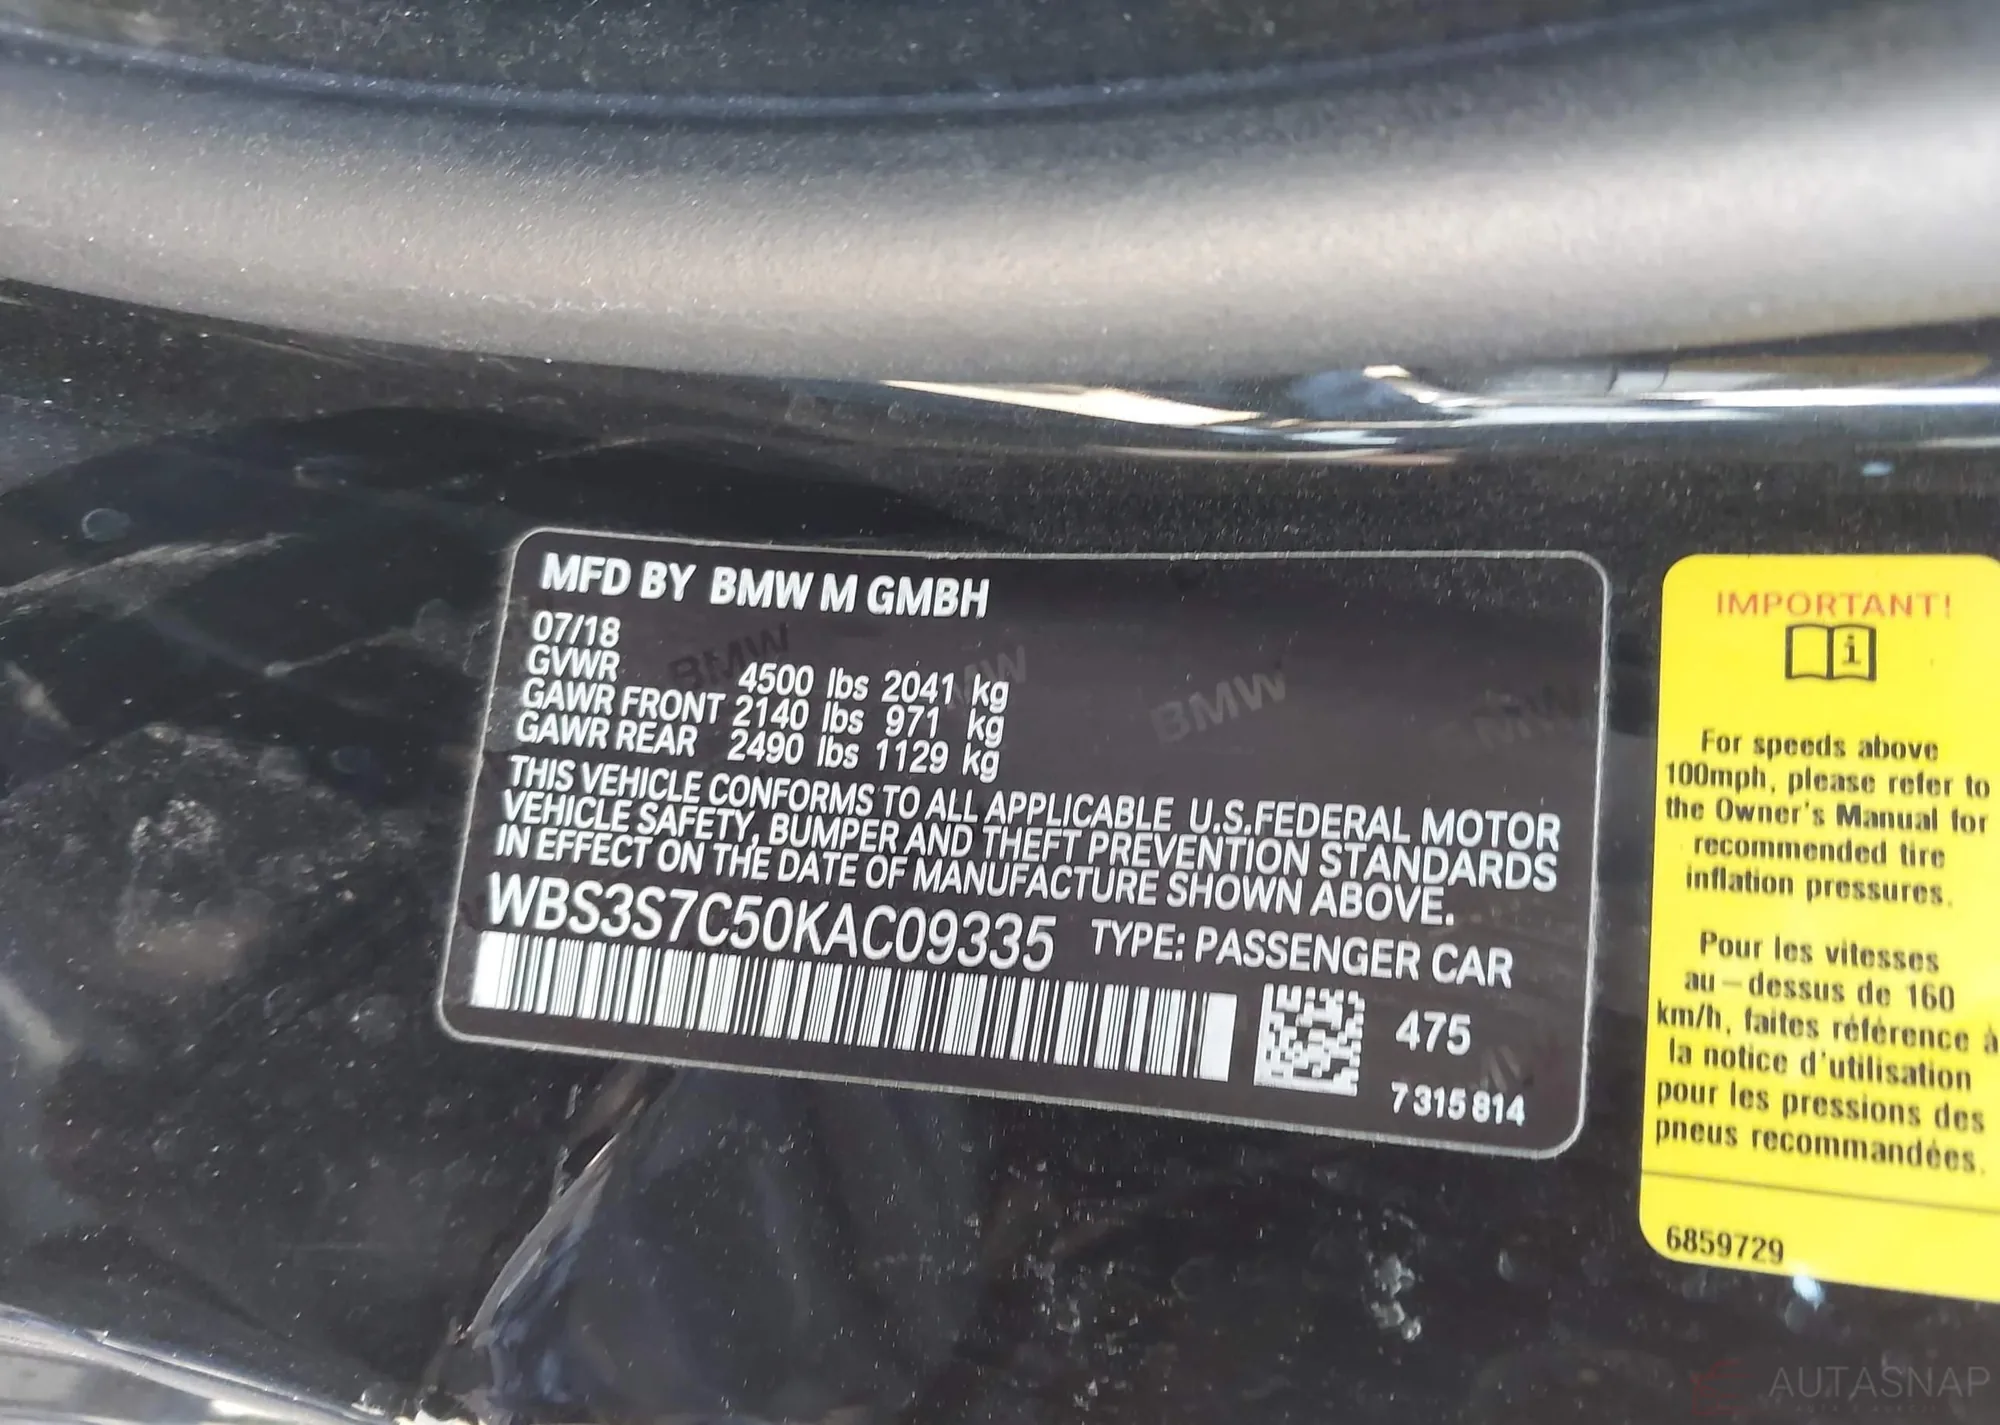 MFD BY BMW M GMBH
07/18
GVWR 4500 lbs 2041 kg
GAWR FRONT 2140 lbs 971 kg
GAWR REAR 2490 lbs 1129 kg
THIS VEHICLE CONFORMS TO ALL APPLICABLE U.S.FEDERAL MOTOR
VEHICLE SAFETY, BUMPER AND THEFT PREVENTION STANDARDS
IN EFFECT ON THE DATE OF MANUFACTURE SHOWN ABOVE.
WBS3S7C50KAC09335 TYPE: PASSENGER CAR
475
7 315 814
BMW
BMW
BMW
IMPORTANT!
i
For speeds above
100mph, please refer to
the Owner's Manual for
recommended tire
inflation pressures.
Pour les vitesses
au-dessus de 160
km/h, faites référence à
la notice d'utilisation
pour les pressions des
pneus recommandées.
6859729
AUTASNAP